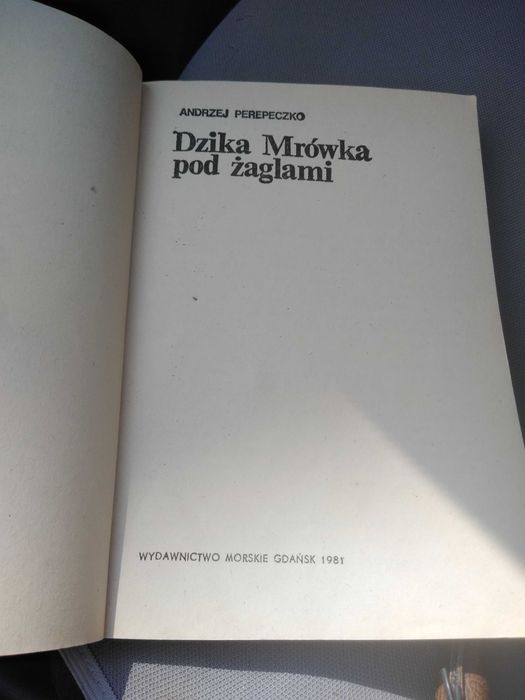 ANDRZEJ PEREPECZKO
Dzika Mrówka
pod żaglami
WYDAWNICTWO MORSKIE GDAŃSK 1981